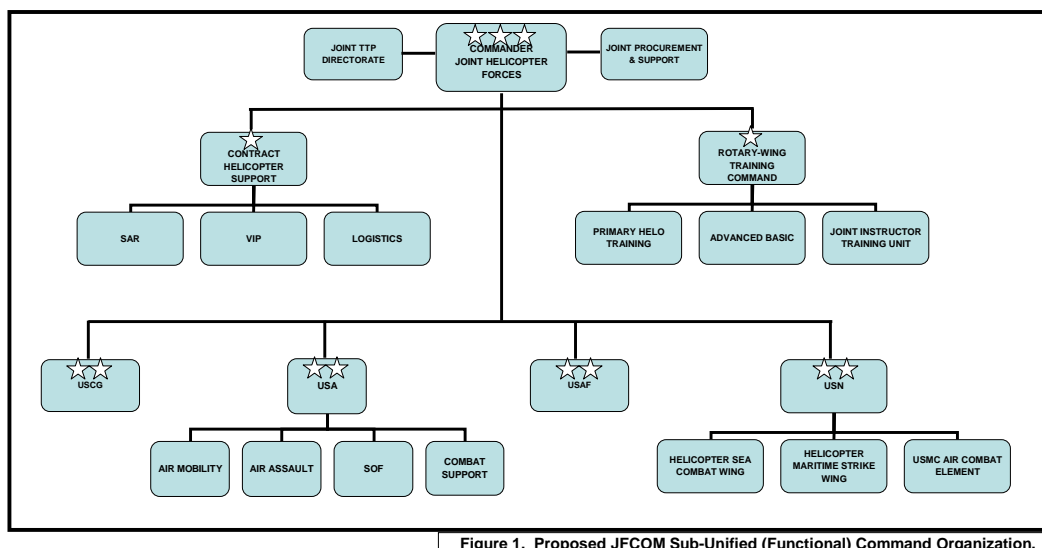 JOINT TTP
DIRECTORATE
COMMANDER
JOINT HELICOPTER
FORCES
JOINT PROCUREMENT
& SUPPORT
CONTRACT
HELICOPTER
SUPPORT
ROTARY-WING
TRAINING
COMMAND
SAR
VIP
LOGISTICS
PRIMARY HELO
TRAINING
ADVANCED BASIC
JOINT INSTRUCTOR
TRAINING UNIT
USCG
USA
USAF
USN
AIR MOBILITY
AIR ASSAULT
SOF
COMBAT
SUPPORT
HELICOPTER SEA
COMBAT WING
HELICOPTER
MARITIME STRIKE
WING
USMC AIR COMBAT
ELEMENT
Figure 1. Proposed JFCOM Sub-Unified (Functional) Command Organization.